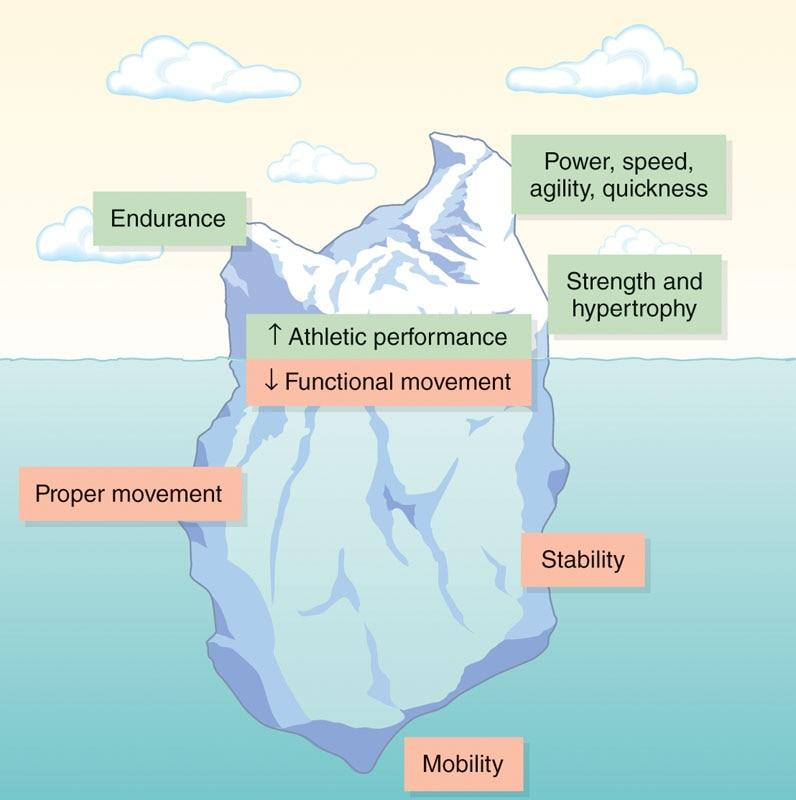 Power, speed,
agility, quickness
Endurance
Strength and
hypertrophy
↑ Athletic performance
↓ Functional movement
Proper movement
Stability
Mobility